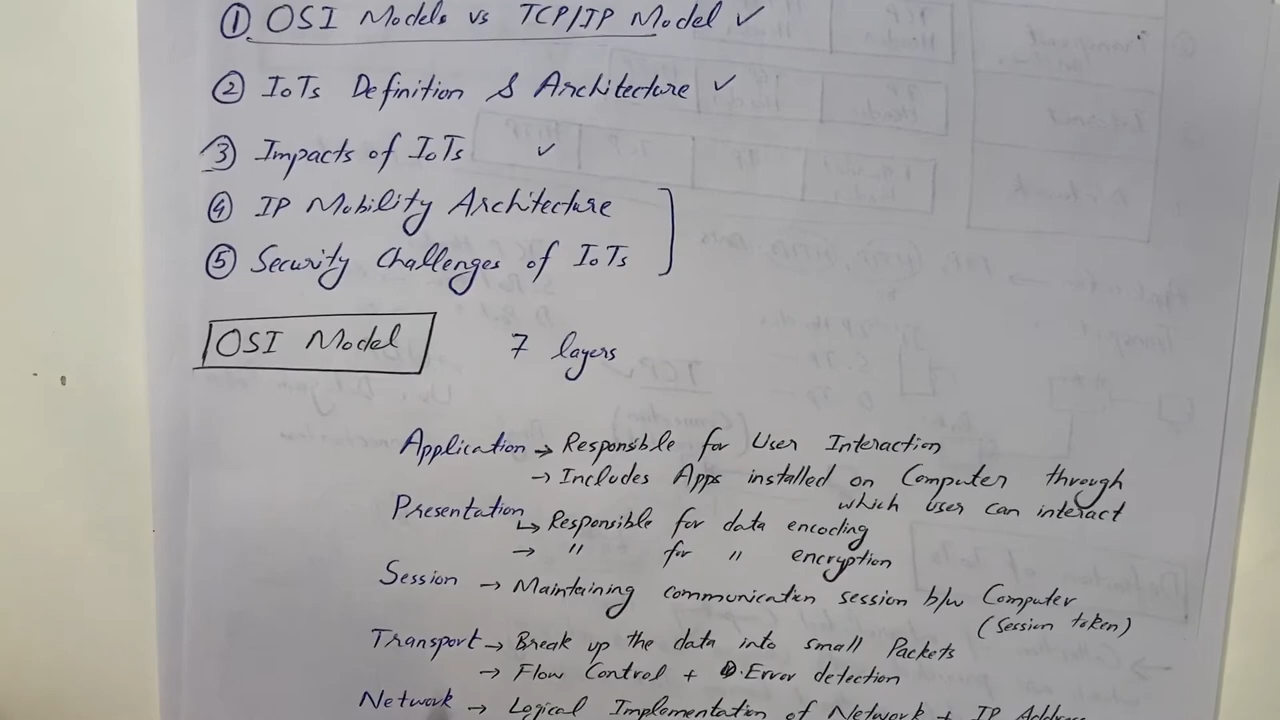 ① OSI Models vs TCP/IP Model ✓
② IoTs Definition & Architecture ✓
③ Impacts of IoTs ✓
④ IP Mobility Architecture
⑤ Security Challenges of IoTs
OSI Model 7 layers
Application → Responsible for User Interaction
→ Includes Apps installed on Computer through
which user can interact
Presentation
↳ Responsible for data encoding
→ " for " encryption
Session → Maintaining communication session b/w Computer
(Session token)
Transport → Break up the data into small Packets
→ Flow Control + Error detection
Network → Logical Implementation of Network + IP Address